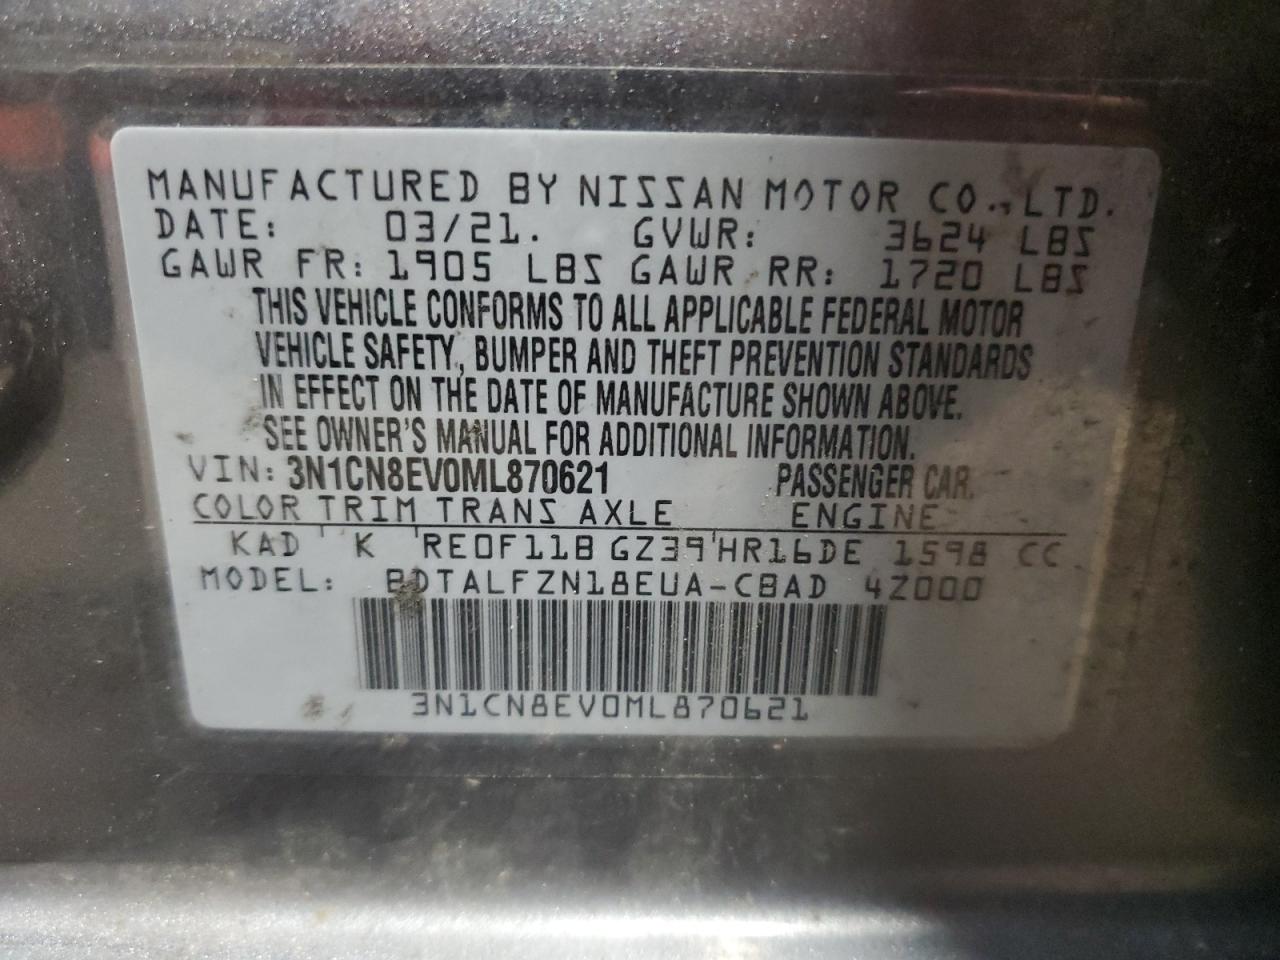 MANUFACTURED BY NISSAN MOTOR CO., LTD.
DATE: 03/21. GVWR: 3624 LBS
GAWR FR: 1905 LBS GAWR RR: 1720 LBS
THIS VEHICLE CONFORMS TO ALL APPLICABLE FEDERAL MOTOR
VEHICLE SAFETY, BUMPER AND THEFT PREVENTION STANDARDS
IN EFFECT ON THE DATE OF MANUFACTURE SHOWN ABOVE.
SEE OWNER'S MANUAL FOR ADDITIONAL INFORMATION.
VIN: 3N1CN8EV0ML870621 PASSENGER CAR.
COLOR TRIM TRANS AXLE ENGINE
KAD K RE0F11B GZ39 HR16DE 1598 CC
MODEL: BDTALFZN18EUA-CBAD 4Z000
3N1CN8EV0ML870621